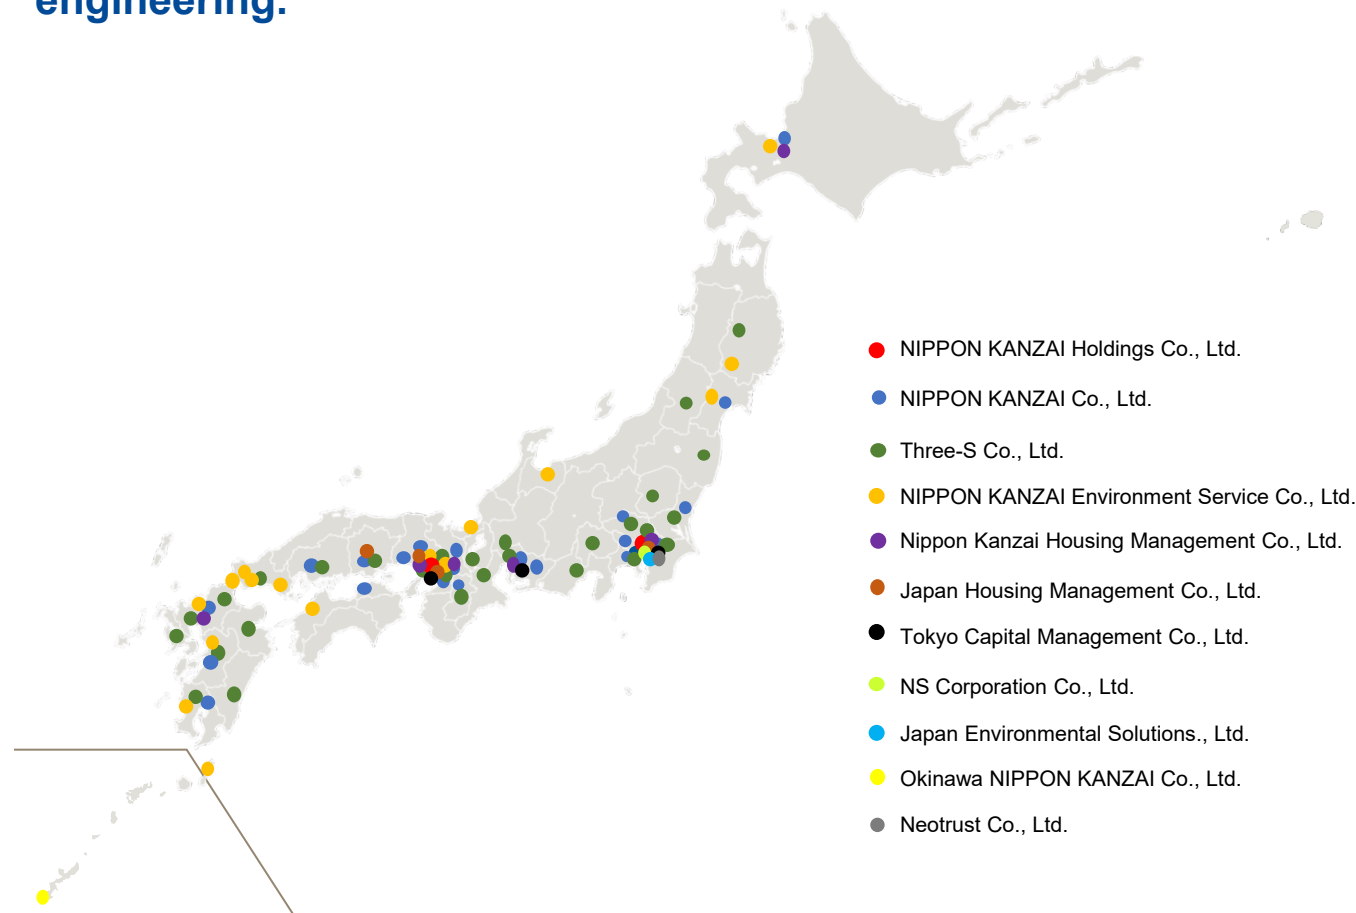 engineering.
NIPPON KANZAI Holdings Co., Ltd.
NIPPON KANZAI Co., Ltd.
Three-S Co., Ltd.
NIPPON KANZAI Environment Service Co., Ltd.
Nippon Kanzai Housing Management Co., Ltd.
Japan Housing Management Co., Ltd.
Tokyo Capital Management Co., Ltd.
NS Corporation Co., Ltd.
Japan Environmental Solutions., Ltd.
Okinawa NIPPON KANZAI Co., Ltd.
Neotrust Co., Ltd.